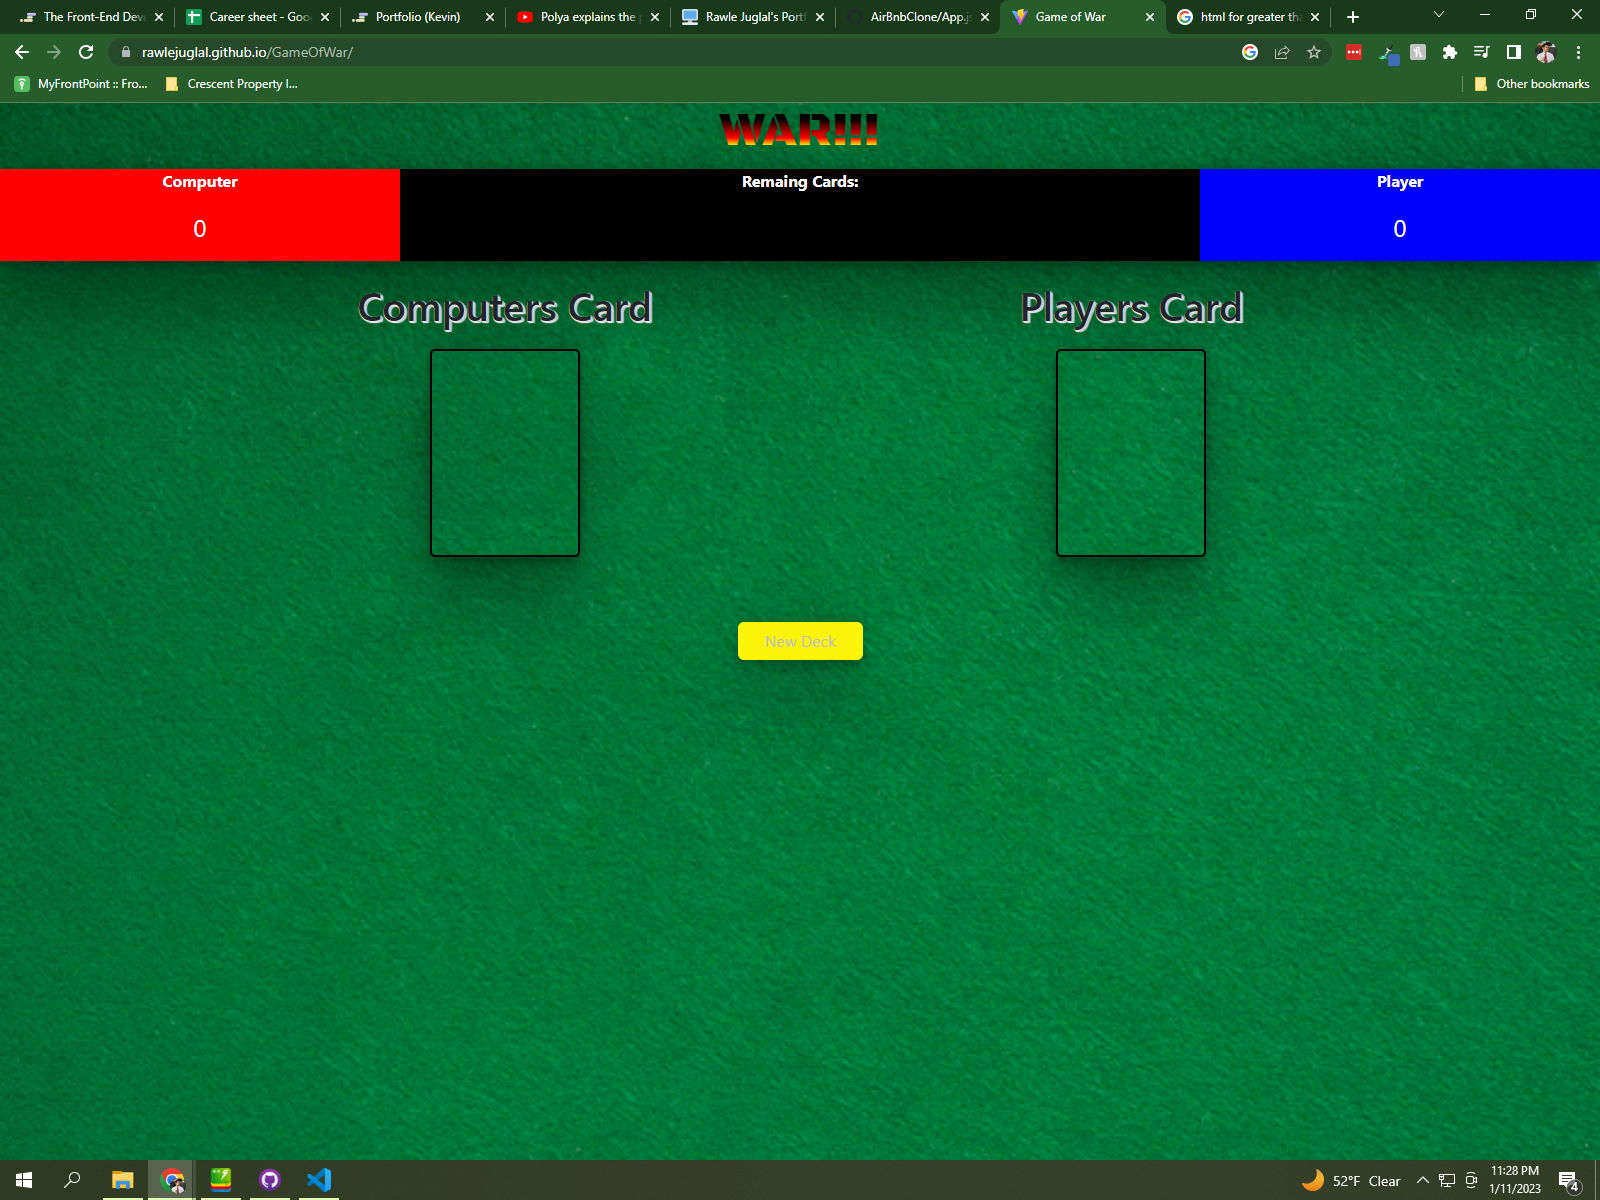 The Front-End Deve
Career sheet - Goo
Portfolio (Kevin)
Polya explains the
Rawle Juglal's Port
AirBnbClone/App.js
Game of War
html for greater th
rawlejuglal.github.io/GameOfWar/
MyFrontPoint :: Fro...
Crescent Property I...
Other bookmarks
WAR!!!
Computer
Remaing Cards:
Player
0
0
Computers Card
Players Card
New Deck
52°F Clear
11:28 PM
1/11/2023
4